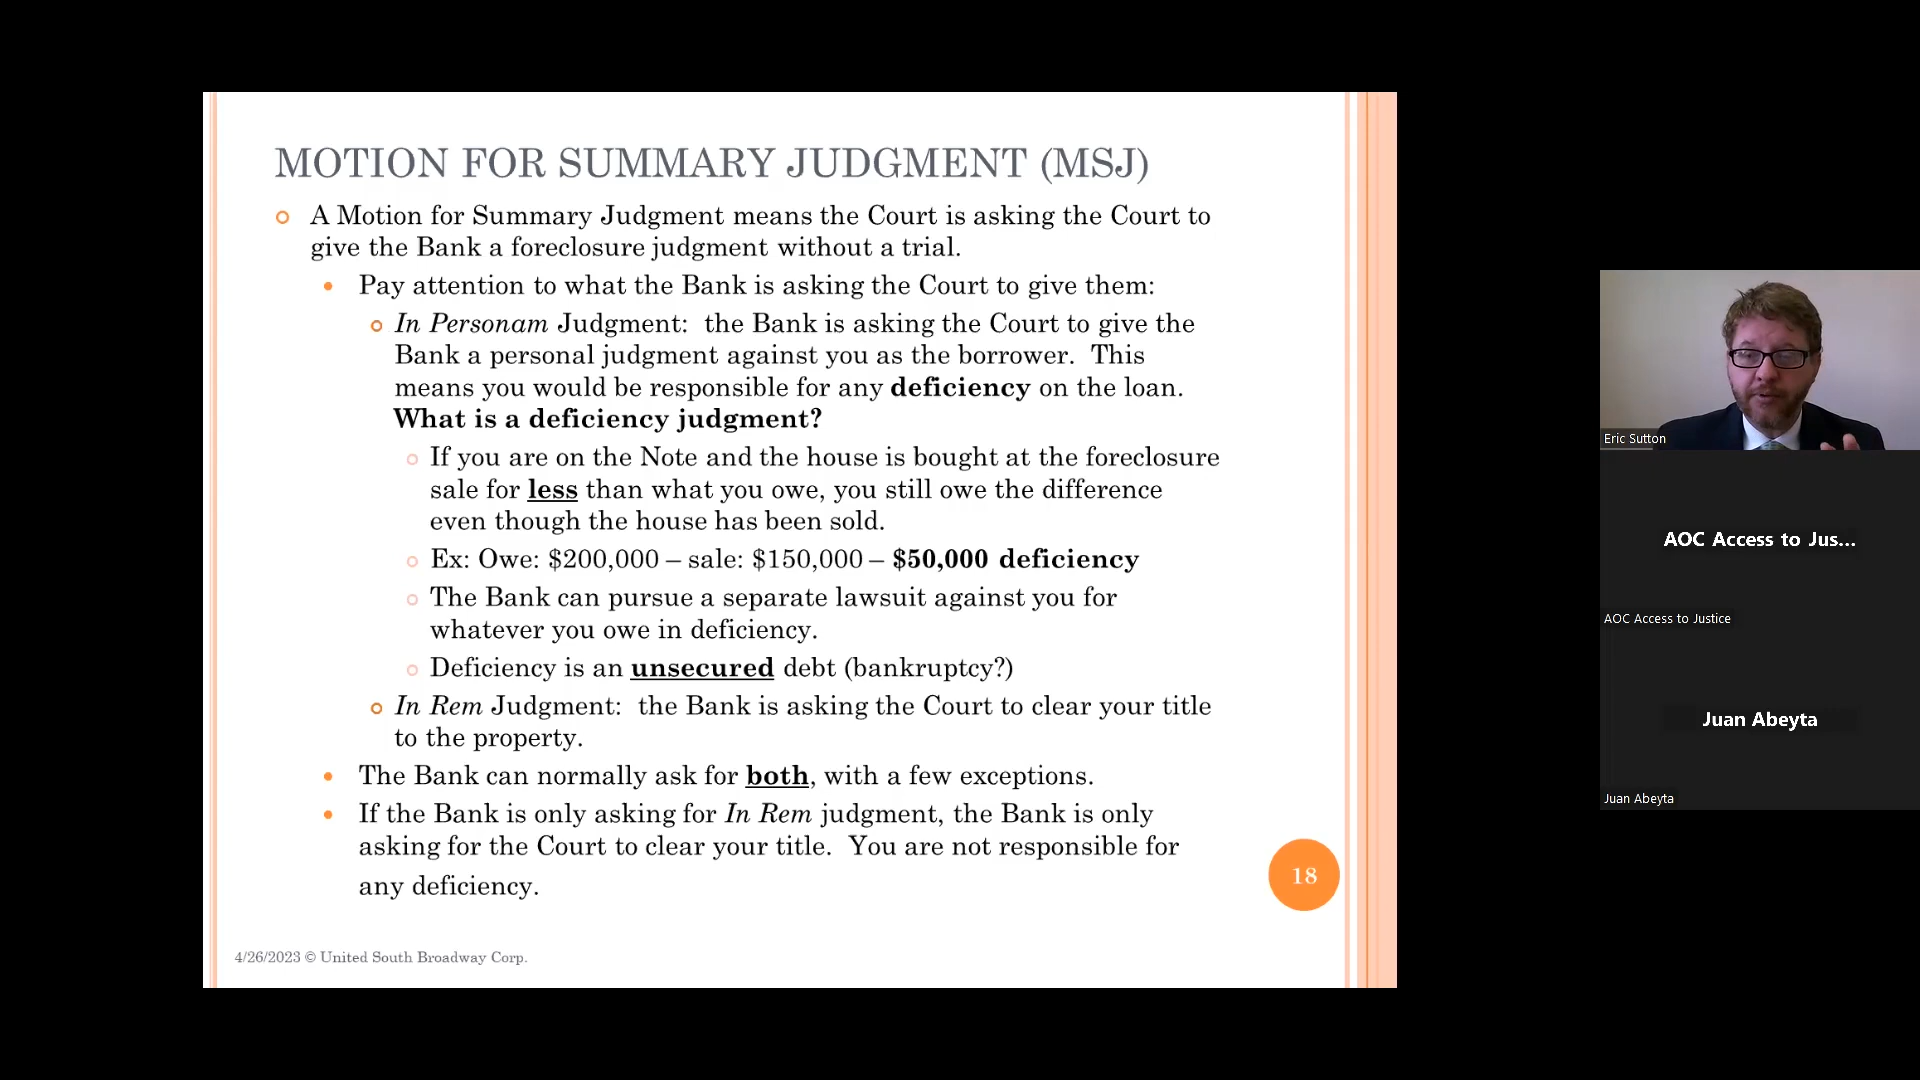 MOTION FOR SUMMARY JUDGMENT (MSJ)
A Motion for Summary Judgment means the Court is asking the Court to
give the Bank a foreclosure judgment without a trial.
Pay attention to what the Bank is asking the Court to give them:
In Personam Judgment: the Bank is asking the Court to give the
Bank a personal judgment against you as the borrower. This
means you would be responsible for any deficiency on the loan.
What is a deficiency judgment?
If you are on the Note and the house is bought at the foreclosure
sale for less than what you owe, you still owe the difference
even though the house has been sold.
Ex: Owe: $200,000 – sale: $150,000 – $50,000 deficiency
The Bank can pursue a separate lawsuit against you for
whatever you owe in deficiency.
Deficiency is an unsecured debt (bankruptcy?)
In Rem Judgment: the Bank is asking the Court to clear your title
to the property.
The Bank can normally ask for both, with a few exceptions.
If the Bank is only asking for In Rem judgment, the Bank is only
asking for the Court to clear your title. You are not responsible for
any deficiency.
18
4/26/2023 © United South Broadway Corp.
Eric Sutton
AOC Access to Jus...
AOC Access to Justice
Juan Abeyta
Juan Abeyta